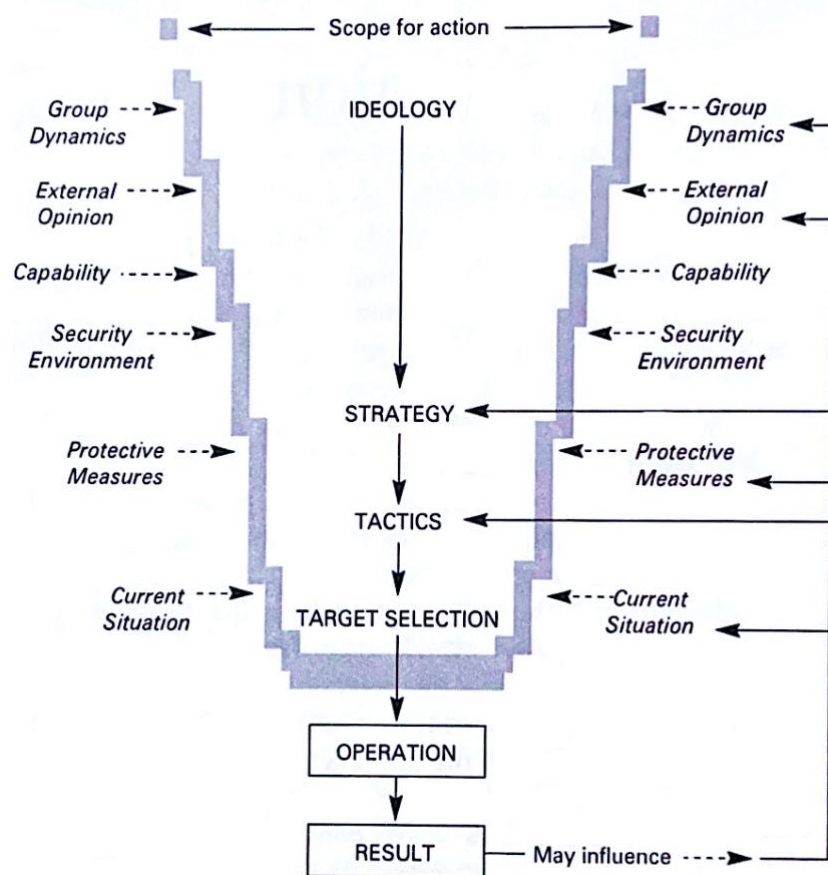 Scope for action
Group
Dynamics
IDEOLOGY
Group
Dynamics
External
Opinion
External
Opinion
Capability
Capability
Security
Environment
Security
Environment
STRATEGY
Protective
Measures
Protective
Measures
TACTICS
Current
Situation
TARGET SELECTION
Current
Situation
OPERATION
RESULT
May influence